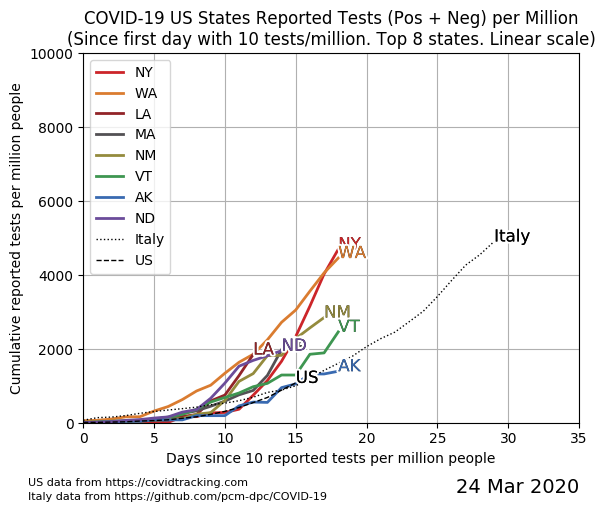 COVID-19 US States Reported Tests (Pos + Neg) per Million
(Since first day with 10 tests/million. Top 8 states. Linear scale)
Cumulative reported tests per million people
10000
8000
6000
4000
2000
0
NY
WA
LA
MA
NM
VT
AK
ND
Italy
US
NY
WA
Italy
NM
VT
LA
ND
AK
US
0 5 10 15 20 25 30 35
Days since 10 reported tests per million people
US data from https://covidtracking.com
Italy data from https://github.com/pcm-dpc/COVID-19
24 Mar 2020